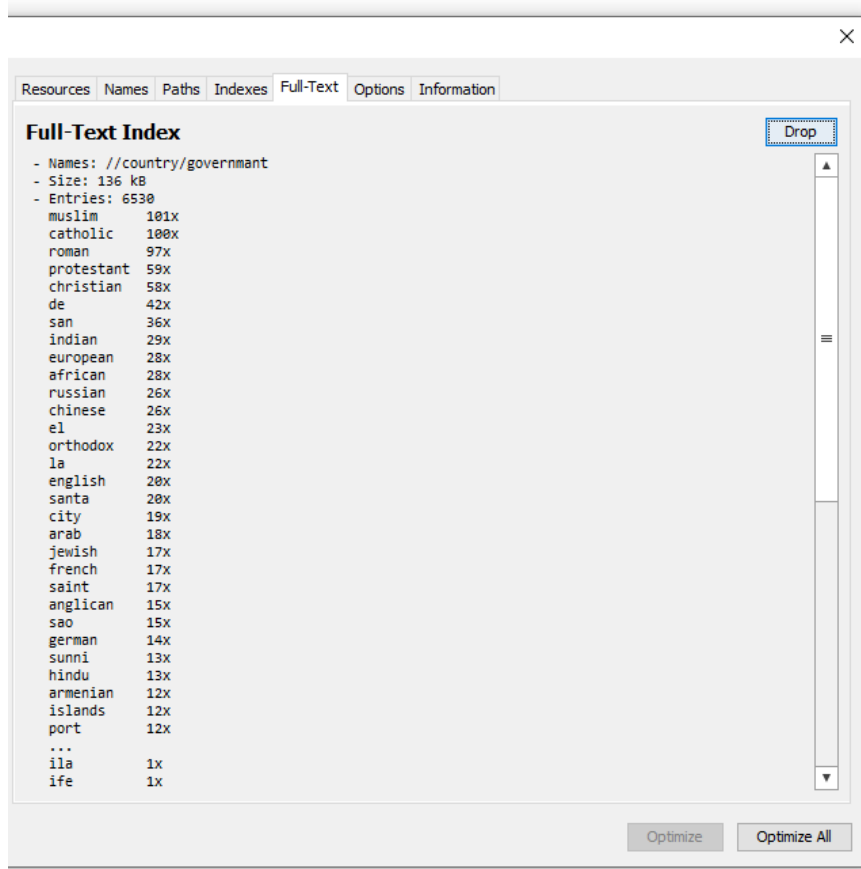 Resources Names Paths Indexes Full-Text Options Information
Full-Text Index
Drop
- Names: //country/governmant
- Size: 136 kB
- Entries: 6530
muslim 101x
catholic 100x
roman 97x
protestant 59x
christian 58x
de 42x
san 36x
indian 29x
european 28x
african 28x
russian 26x
chinese 26x
el 23x
orthodox 22x
la 22x
english 20x
santa 20x
city 19x
arab 18x
jewish 17x
french 17x
saint 17x
anglican 15x
sao 15x
german 14x
sunni 13x
hindu 13x
armenian 12x
islands 12x
port 12x
...
ila 1x
ife 1x
Optimize Optimize All